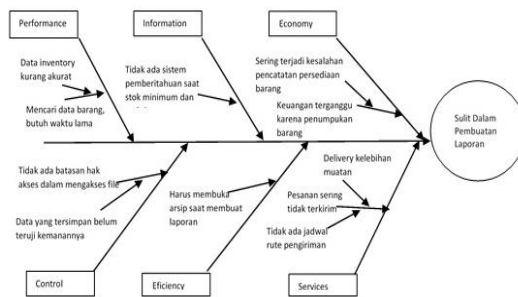 Performance
Information
Economy
Data inventory
kurang akurat
Mencari data barang,
butuh waktu lama
Tidak ada sistem
pemberitahuan saat
stok minimum dan
Sering terjadi kesalahan
pencatatan persediaan
barang
Keuangan terganggu
karena penumpukan
barang
Sulit Dalam
Pembuatan
Laporan
Tidak ada batasan hak
akses dalam mengakses file
Data yang tersimpan belum
teruji kemanannya
Harus membuka
arsip saat membuat
laporan
Delivery kelebihan
muatan
Pesanan sering
tidak terkirim
Tidak ada jadwal
rute pengiriman
Control
Eficiency
Services